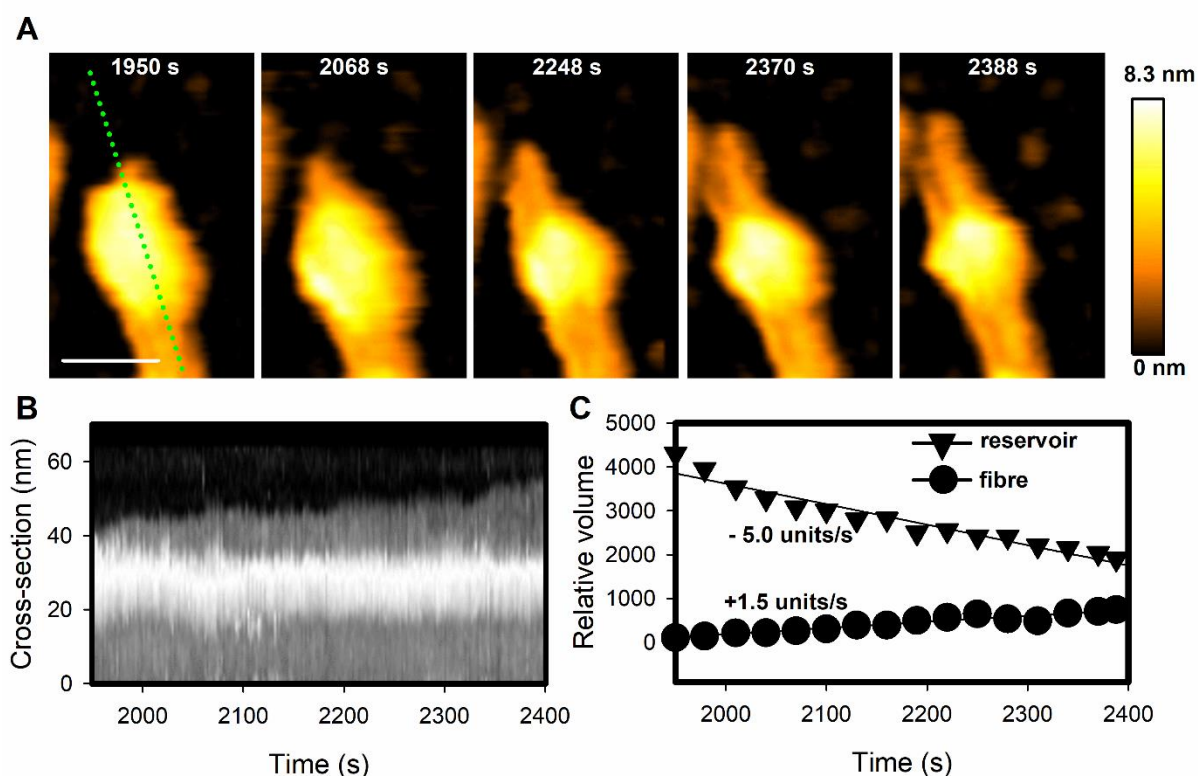 A
1950 s
2068 s
2248 s
2370 s
2388 s
8.3 nm
0 nm
B
Cross-section (nm)
60
40
20
0
2000
2100
2200
2300
2400
Time (s)
C
Relative volume
5000
4000
3000
2000
1000
0
reservoir
fibre
- 5.0 units/s
+1.5 units/s
2000
2100
2200
2300
2400
Time (s)